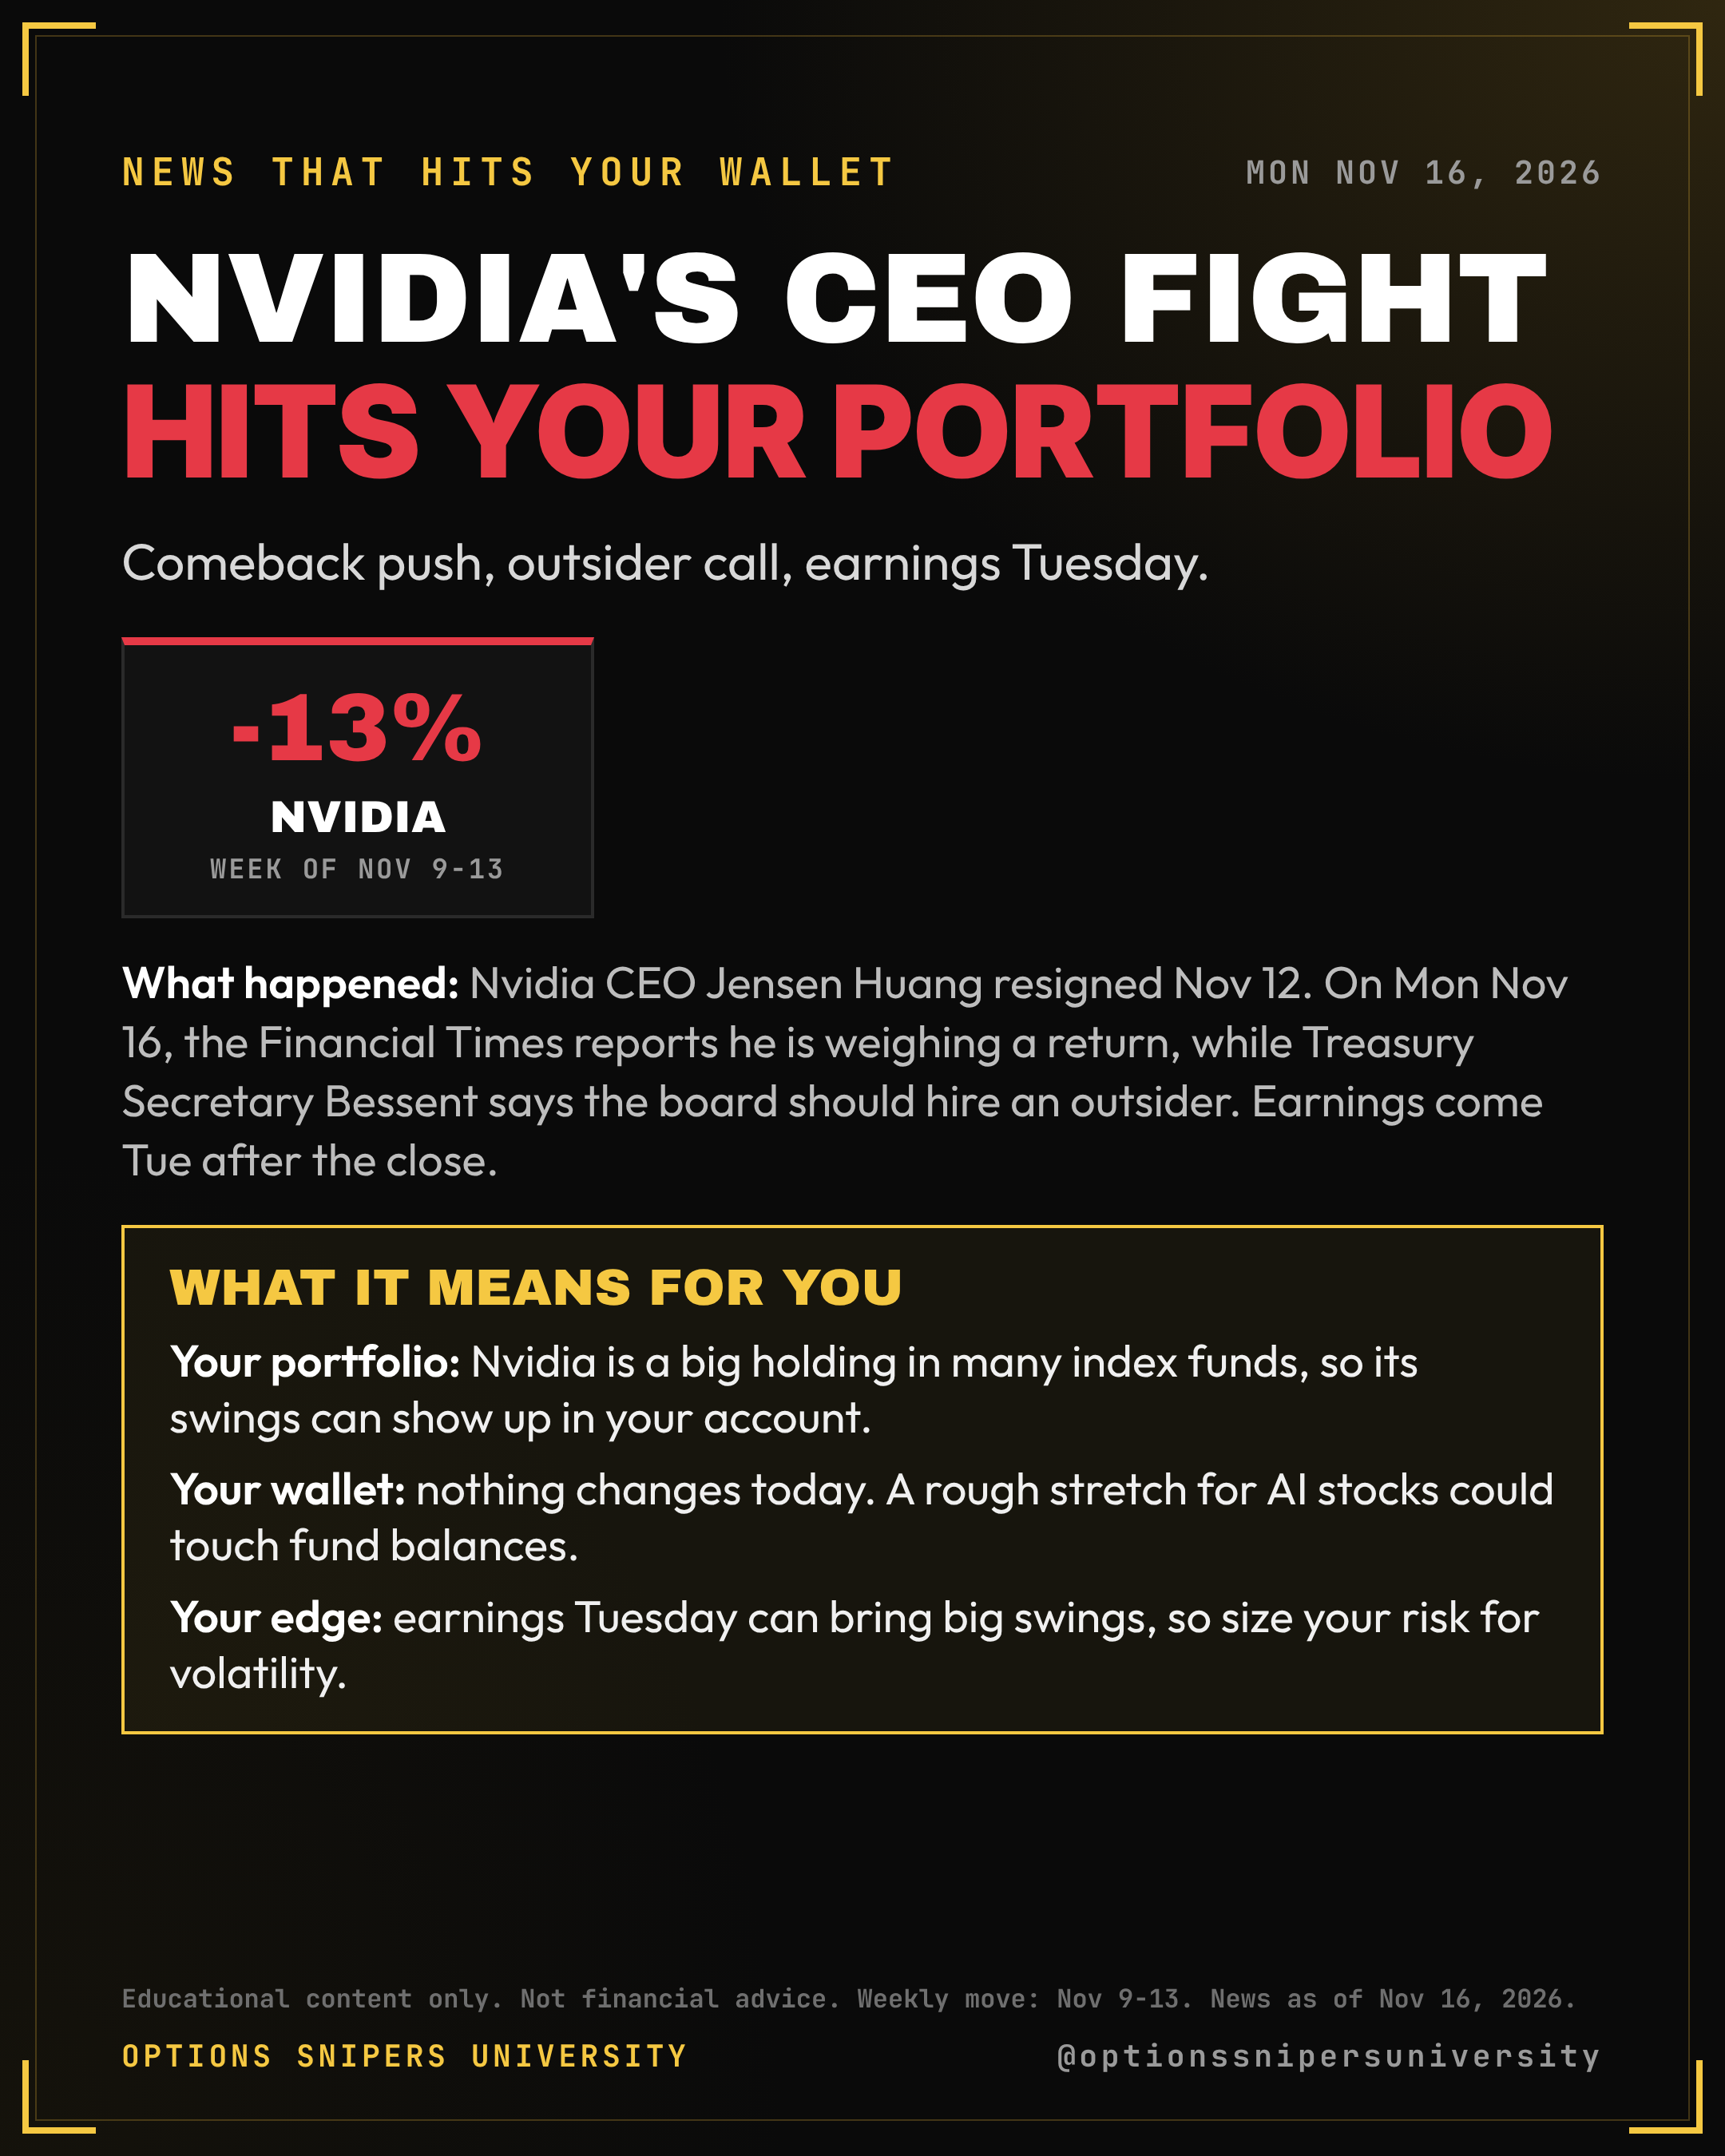 NEWS THAT HITS YOUR WALLET
MON NOV 16, 2026
NVIDIA'S CEO FIGHT
HITS YOUR PORTFOLIO
Comeback push, outsider call, earnings Tuesday.
-13%
NVIDIA
WEEK OF NOV 9-13
What happened: Nvidia CEO Jensen Huang resigned Nov 12. On Mon Nov
16, the Financial Times reports he is weighing a return, while Treasury
Secretary Bessent says the board should hire an outsider. Earnings come
Tue after the close.
WHAT IT MEANS FOR YOU
Your portfolio: Nvidia is a big holding in many index funds, so its
swings can show up in your account.
Your wallet: nothing changes today. A rough stretch for AI stocks could
touch fund balances.
Your edge: earnings Tuesday can bring big swings, so size your risk for
volatility.
Educational content only. Not financial advice. Weekly move: Nov 9-13. News as of Nov 16, 2026.
OPTIONS SNIPERS UNIVERSITY
@optionssnipersuniversity